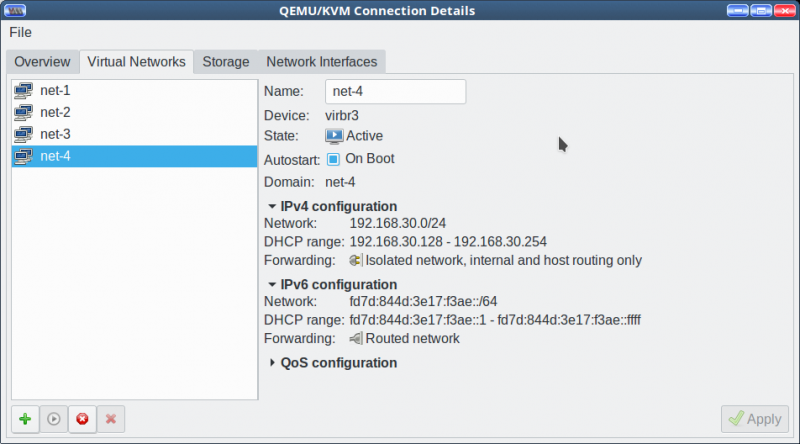 QEMU/KVM Connection Details
File
Overview Virtual Networks Storage Network Interfaces
net-1
net-2
net-3
net-4
Name: net-4
Device: virbr3
State: Active
Autostart: On Boot
Domain: net-4
IPv4 configuration
Network: 192.168.30.0/24
DHCP range: 192.168.30.128 - 192.168.30.254
Forwarding: Isolated network, internal and host routing only
IPv6 configuration
Network: fd7d:844d:3e17:f3ae::/64
DHCP range: fd7d:844d:3e17:f3ae::1 - fd7d:844d:3e17:f3ae::ffff
Forwarding: Routed network
QoS configuration
Apply